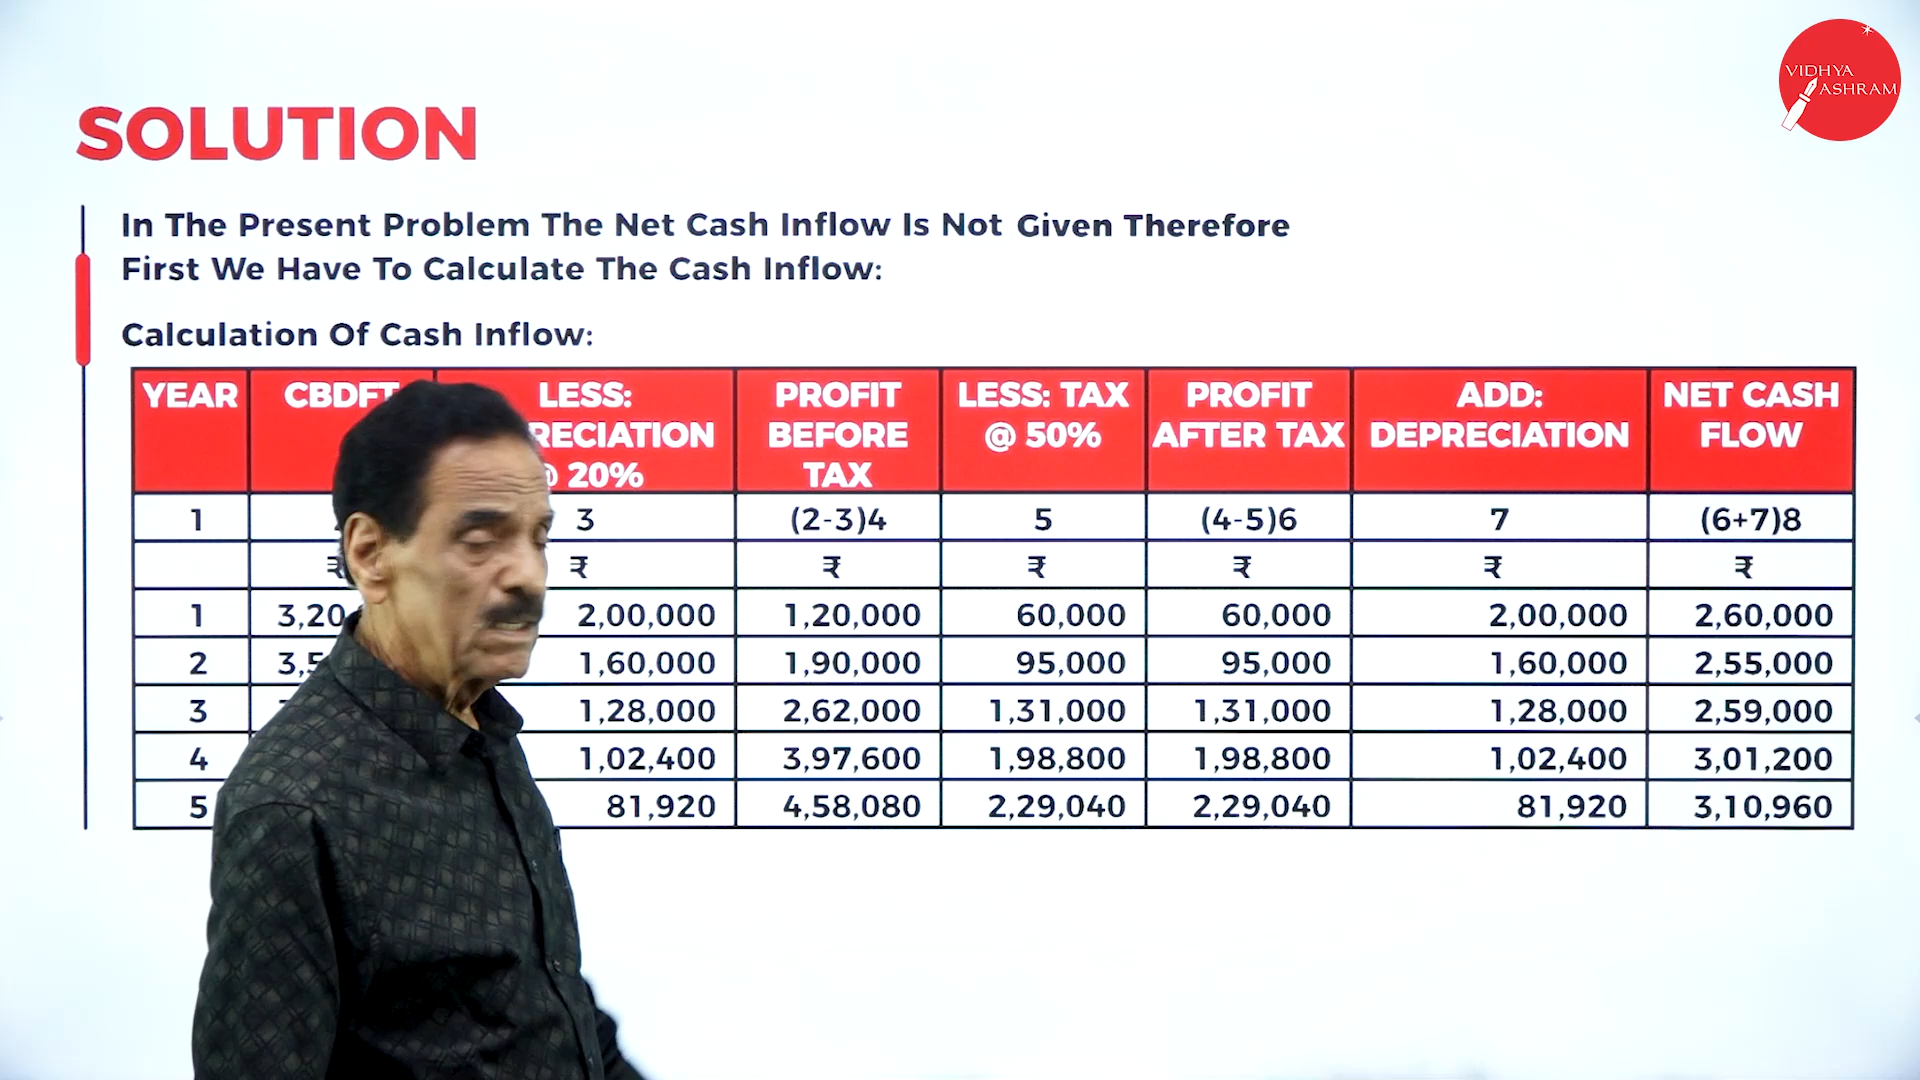 VIDHYA
ASHRAM
SOLUTION
In The Present Problem The Net Cash Inflow Is Not Given Therefore
First We Have To Calculate The Cash Inflow:
Calculation Of Cash Inflow:
YEAR CBDFT LESS: PROFIT LESS: TAX PROFIT ADD: NET CASH
RECIATION BEFORE @ 50% AFTER TAX DEPRECIATION FLOW
20% TAX
1 3 (2-3)4 5 (4-5)6 7 (6+7)8
₹ ₹ ₹ ₹ ₹ ₹ ₹
1 3,20 2,00,000 1,20,000 60,000 60,000 2,00,000 2,60,000
2 3,5 1,60,000 1,90,000 95,000 95,000 1,60,000 2,55,000
3 1,28,000 2,62,000 1,31,000 1,31,000 1,28,000 2,59,000
4 1,02,400 3,97,600 1,98,800 1,98,800 1,02,400 3,01,200
5 81,920 4,58,080 2,29,040 2,29,040 81,920 3,10,960